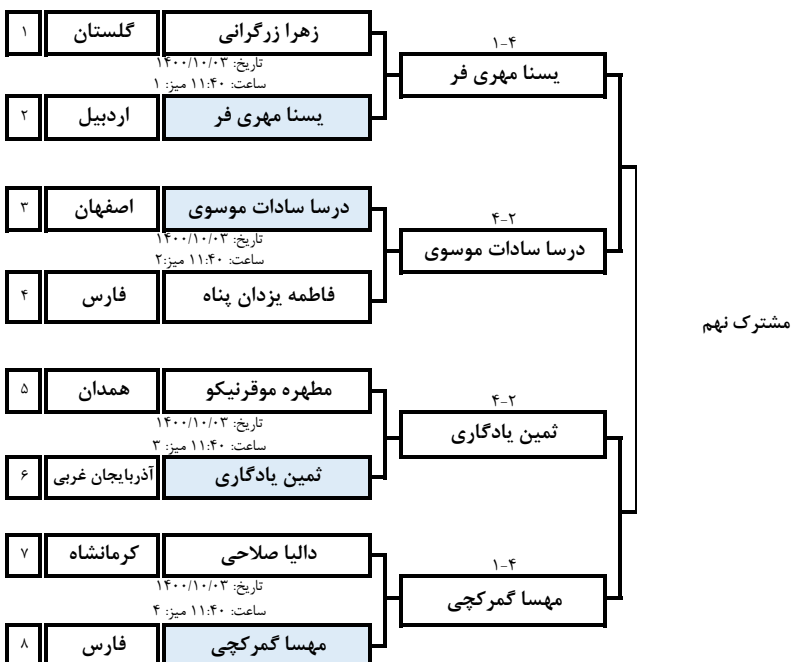 ۱ گلستان زهرا زرگرانی
تاریخ: ۱۴۰۰/۱۰/۰۳
ساعت: ۱۱:۴۰ میز: ۱
۲ اردبیل یسنا مهری فر
۱-۴
یسنا مهری فر
۳ اصفهان درسا سادات موسوی
تاریخ: ۱۴۰۰/۱۰/۰۳
ساعت: ۱۱:۴۰ میز:۲
۴ فارس فاطمه یزدان پناه
۴-۲
درسا سادات موسوی
مشترک نهم
۵ همدان مطهره موقرنیکو
تاریخ: ۱۴۰۰/۱۰/۰۳
ساعت: ۱۱:۴۰ میز: ۳
۶ آذربایجان غربی ثمین یادگاری
۴-۲
ثمین یادگاری
۷ کرمانشاه دالیا صلاحی
تاریخ: ۱۴۰۰/۱۰/۰۳
ساعت: ۱۱:۴۰ میز: ۴
۸ فارس مهسا گمرکچی
۱-۴
مهسا گمرکچی